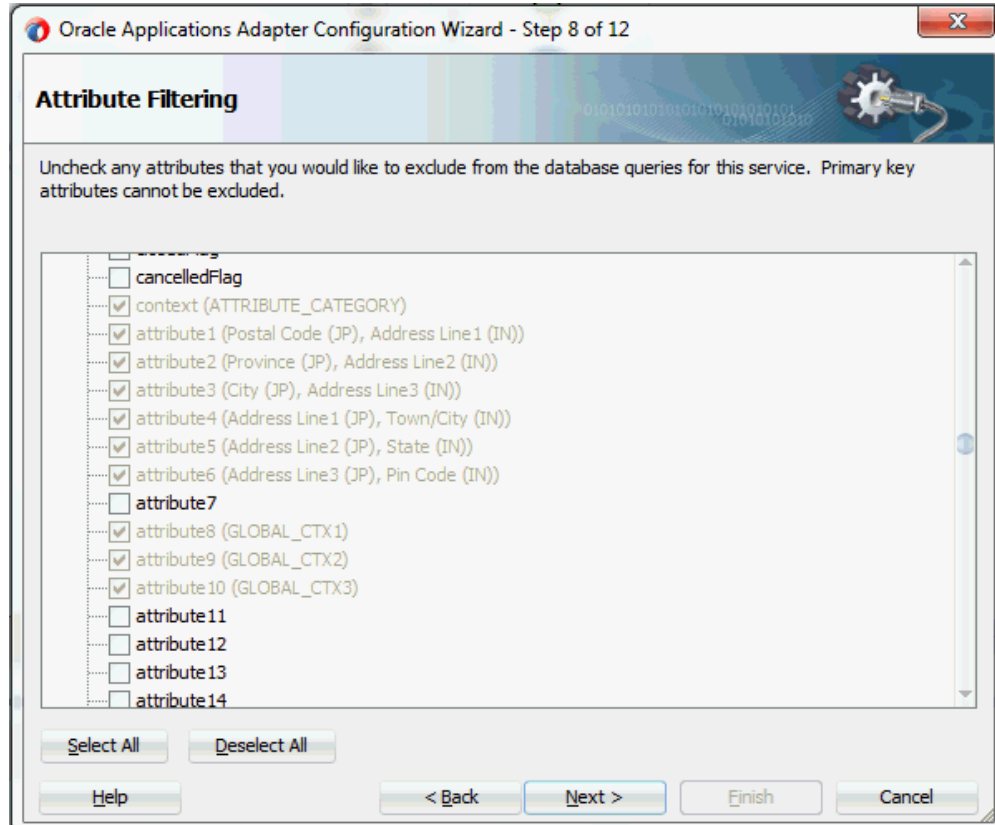 Oracle Applications Adapter Configuration Wizard - Step 8 of 12
Attribute Filtering
Uncheck any attributes that you would like to exclude from the database queries for this service. Primary key
attributes cannot be excluded.
cancelledFlag
context (ATTRIBUTE_CATEGORY)
attribute1 (Postal Code (JP), Address Line1 (IN))
attribute2 (Province (JP), Address Line2 (IN))
attribute3 (City (JP), Address Line3 (IN))
attribute4 (Address Line1 (JP), Town/City (IN))
attribute5 (Address Line2 (JP), State (IN))
attribute6 (Address Line3 (JP), Pin Code (IN))
attribute7
attribute8 (GLOBAL_CTX1)
attribute9 (GLOBAL_CTX2)
attribute10 (GLOBAL_CTX3)
attribute11
attribute12
attribute13
attribute14
Select All Deselect All
Help < Back Next > Finish Cancel